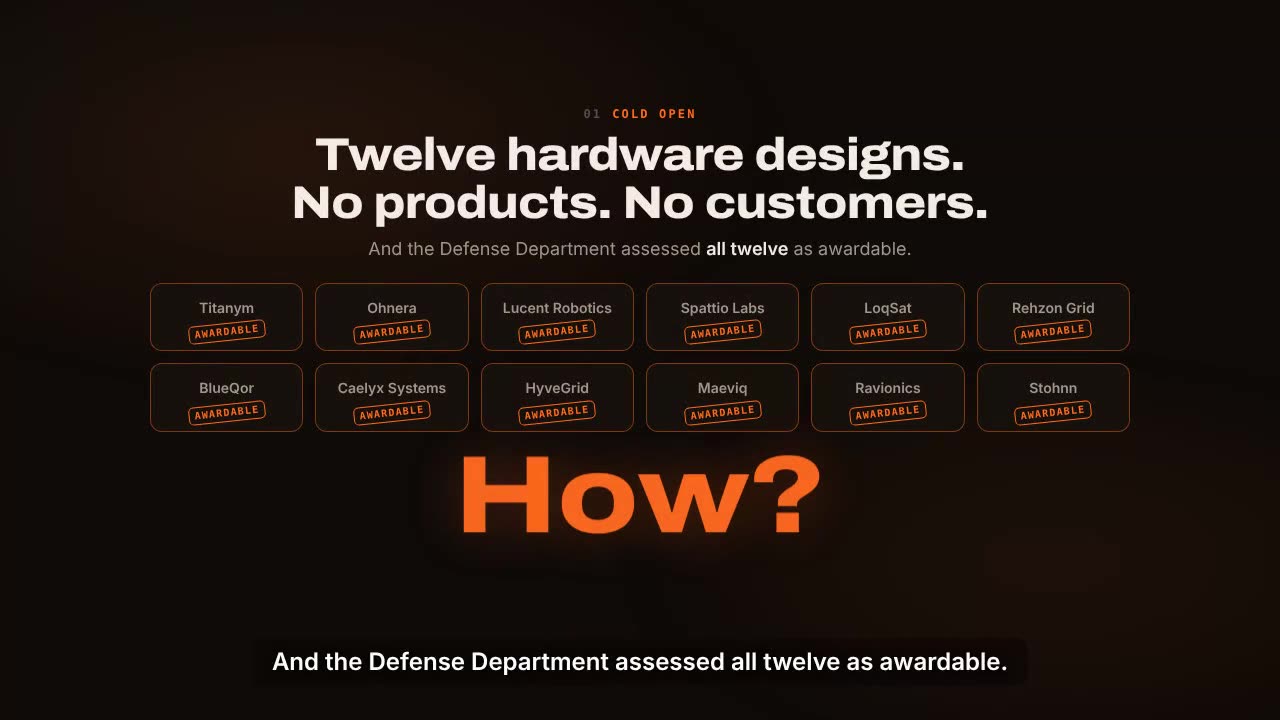 01 COLD OPEN
Twelve hardware designs.
No products. No customers.
And the Defense Department assessed all twelve as awardable.
Titanym
AWARDABLE
Ohnera
AWARDABLE
Lucent Robotics
AWARDABLE
Spattio Labs
AWARDABLE
LoqSat
AWARDABLE
Rehzon Grid
AWARDABLE
BlueQor
AWARDABLE
Caelyx Systems
AWARDABLE
HyveGrid
AWARDABLE
Maeviq
AWARDABLE
Ravionics
AWARDABLE
Stohnn
AWARDABLE
How?
And the Defense Department assessed all twelve as awardable.